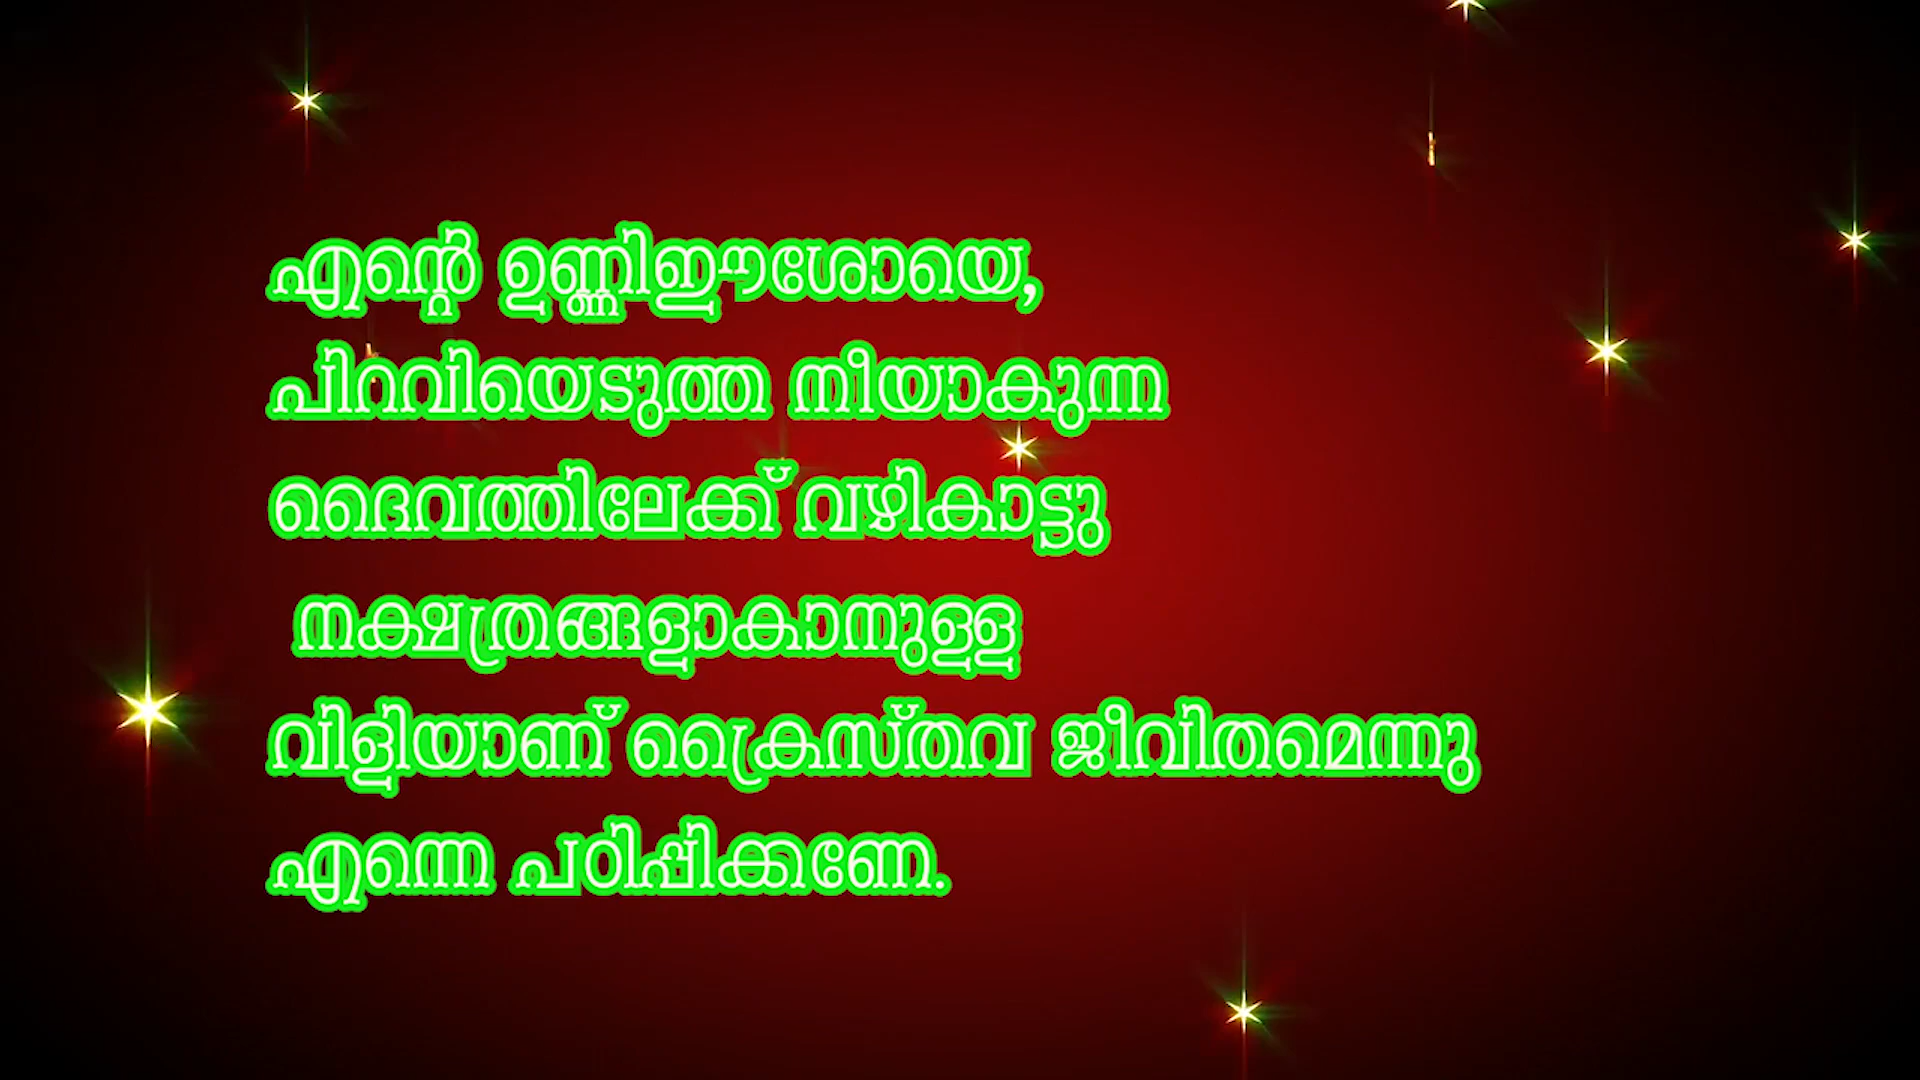 എന്റെ ഉണ്ണിഈശോയെ,
പിറവിയെടുത്ത നീയാകുന്ന
ദൈവത്തിലേക്ക് വഴികാട്ടു
നക്ഷത്രങ്ങളാകാനുള്ള
വിളിയാണ് ക്രൈസ്തവ ജീവിതമെന്നു
എന്നെ പഠിപ്പിക്കണേ.